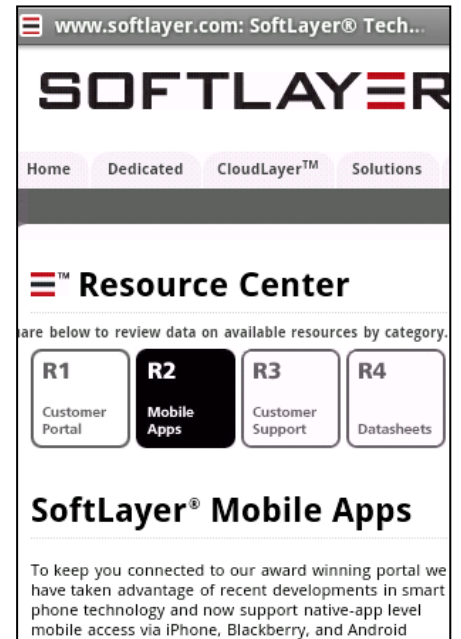 www.softlayer.com: SoftLayer® Tech...
SOFTLAYER
Home Dedicated CloudLayer™ Solutions
™ Resource Center
are below to review data on available resources by category.
R1 R2 R3 R4
Customer Portal Mobile Apps Customer Support Datasheets
SoftLayer® Mobile Apps
To keep you connected to our award winning portal we
have taken advantage of recent developments in smart
phone technology and now support native-app level
mobile access via iPhone, Blackberry, and Android